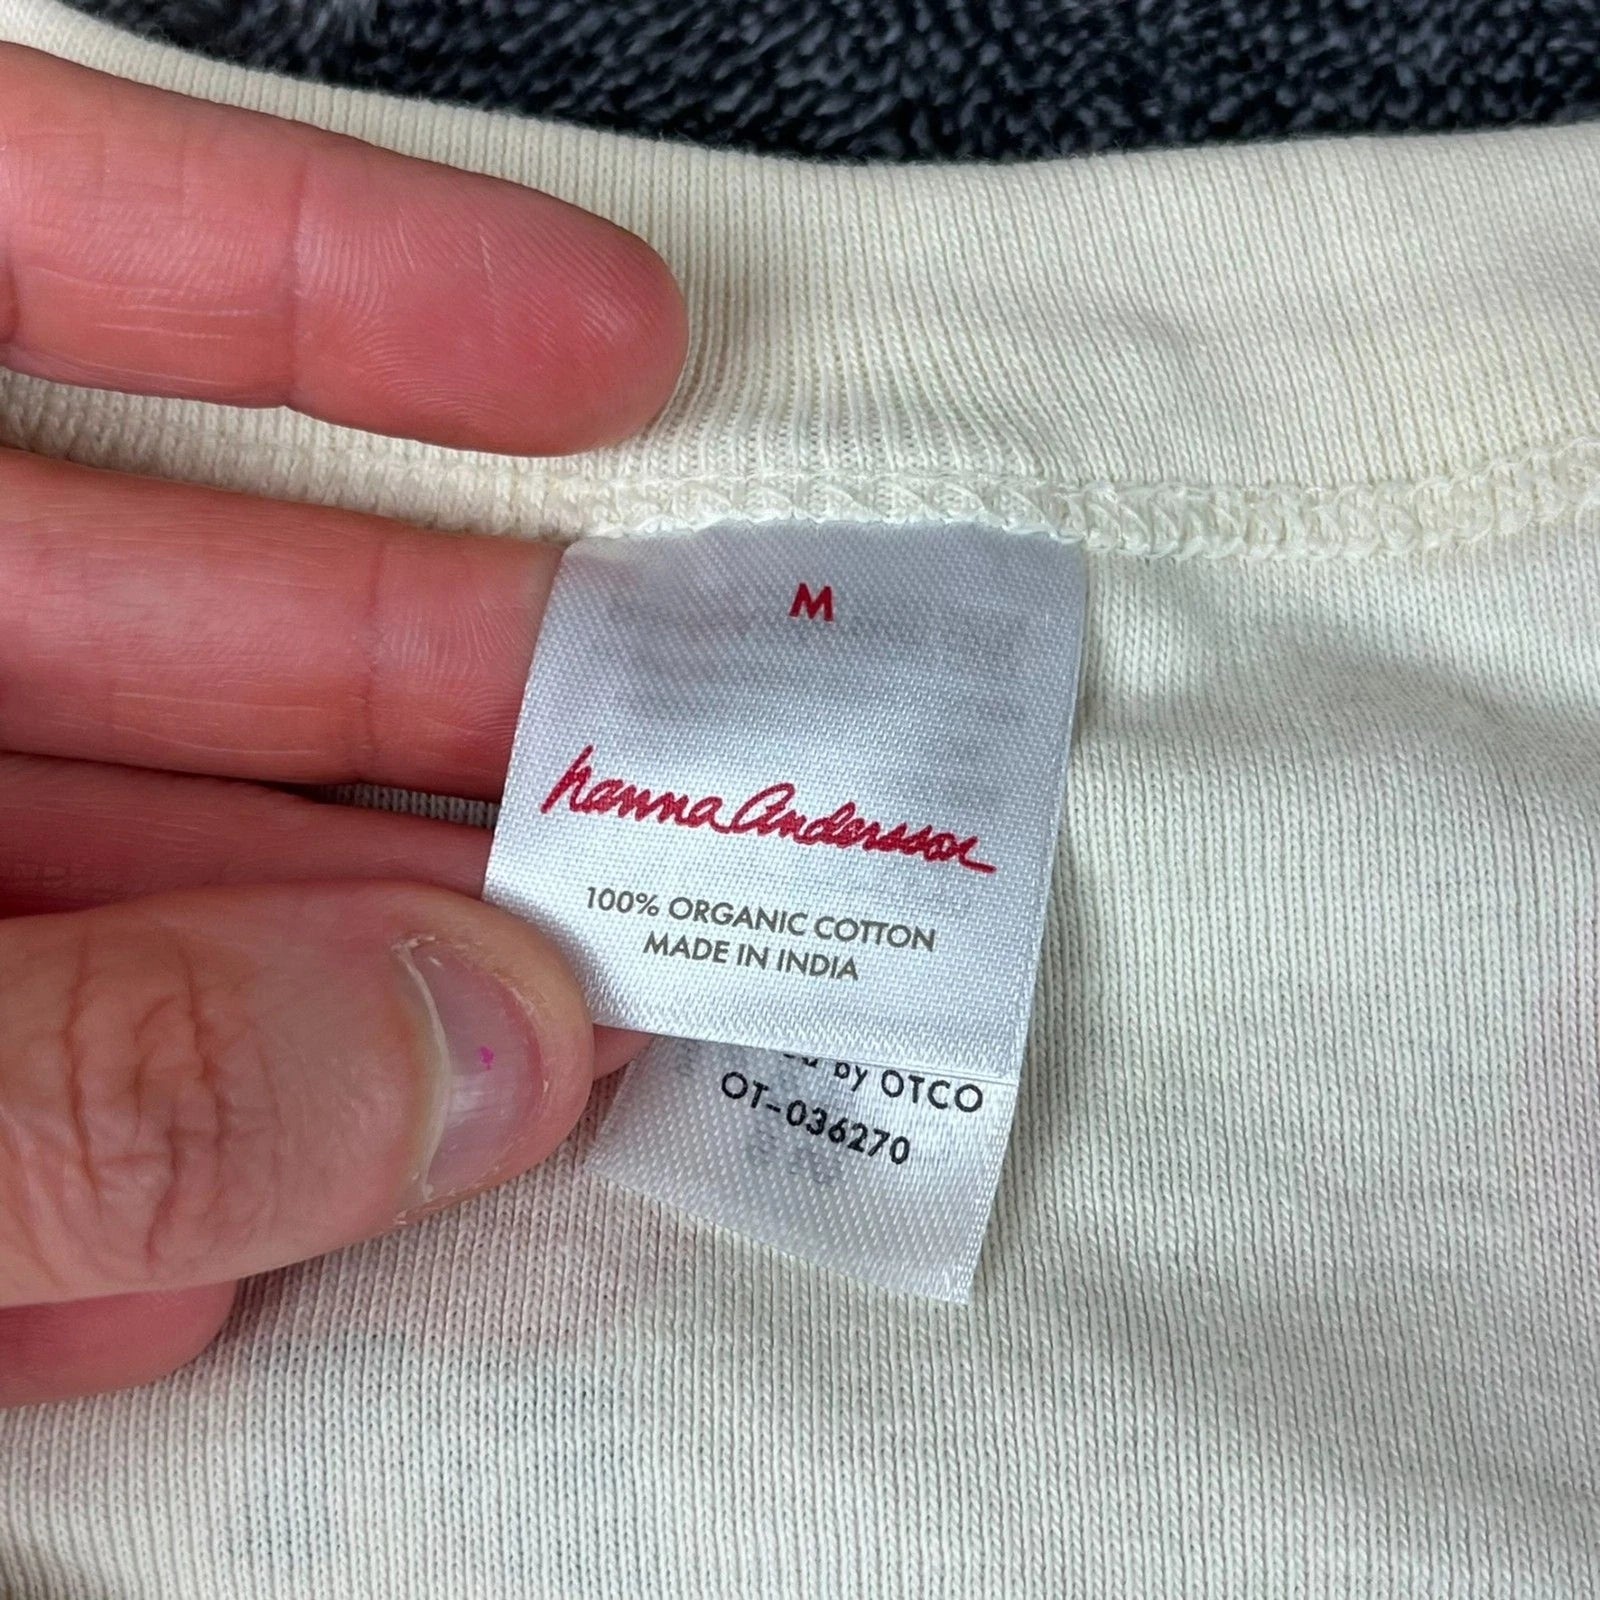 M
hanna Andersson
100% ORGANIC COTTON
MADE IN INDIA
by OTCO
OT-036270